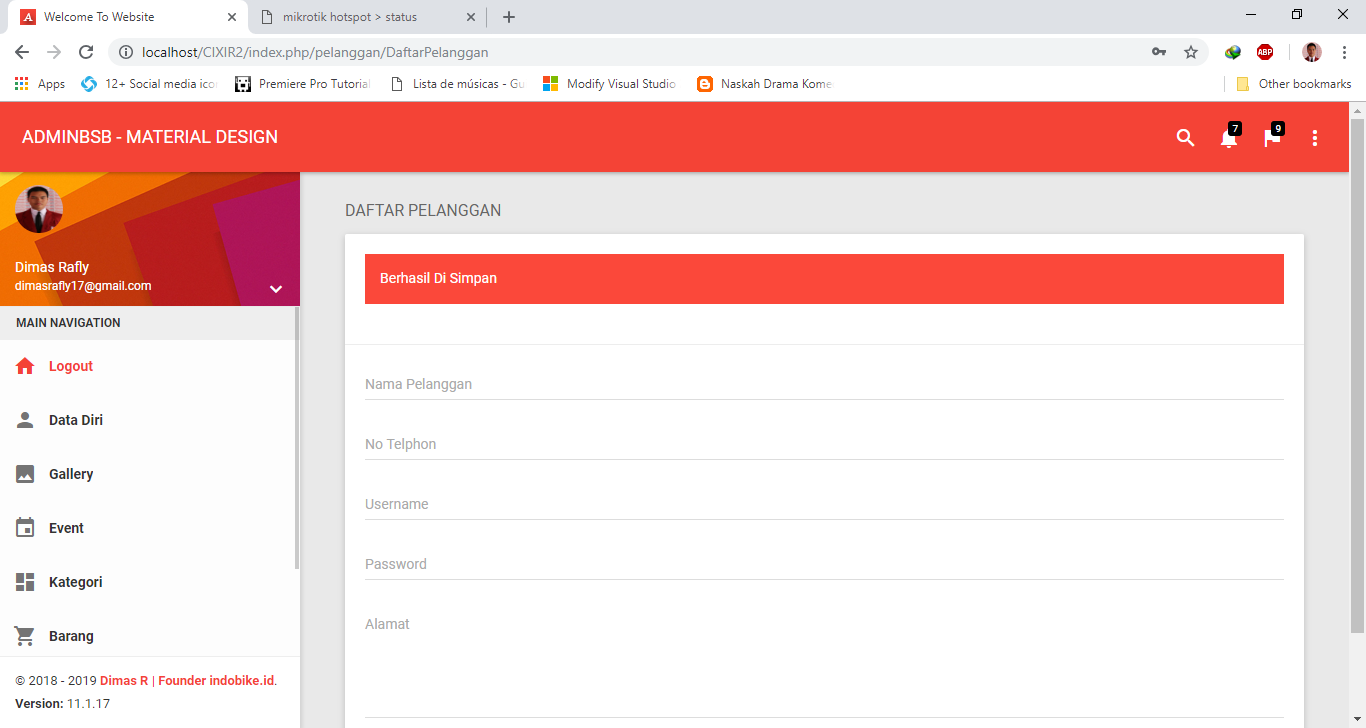 Welcome To Website
mikrotik hotspot > status
localhost/CIXIR2/index.php/pelanggan/DaftarPelanggan
ABP
Apps
12+ Social media icor
Premiere Pro Tutorial
Lista de músicas - Gu
Modify Visual Studio
Naskah Drama Kome
Other bookmarks
ADMINBSB - MATERIAL DESIGN
7
9
Dimas Rafly
dimasrafly17@gmail.com
MAIN NAVIGATION
Logout
Data Diri
Gallery
Event
Kategori
Barang
© 2018 - 2019 Dimas R | Founder indobike.id.
Version: 11.1.17
DAFTAR PELANGGAN
Berhasil Di Simpan
Nama Pelanggan
No Telphon
Username
Password
Alamat